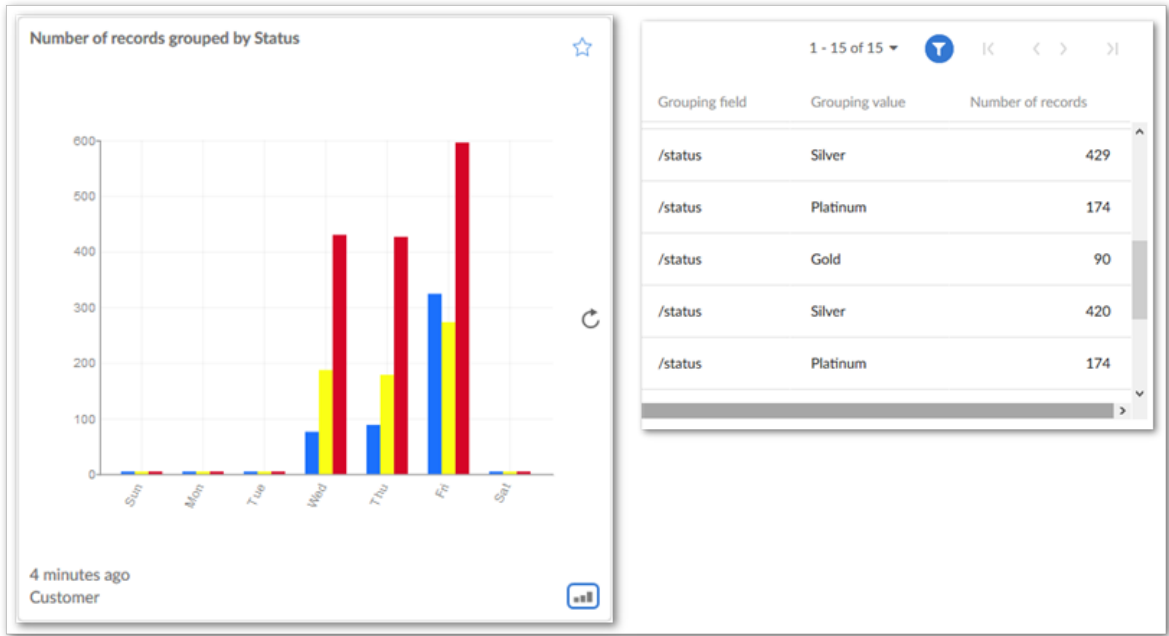 Number of records grouped by Status
600
500
400
300
200
100
0
Sun
Mon
Tue
Wed
Thu
Fri
Sat
4 minutes ago
Customer
1 - 15 of 15
Grouping field Grouping value Number of records
/status Silver 429
/status Platinum 174
/status Gold 90
/status Silver 420
/status Platinum 174